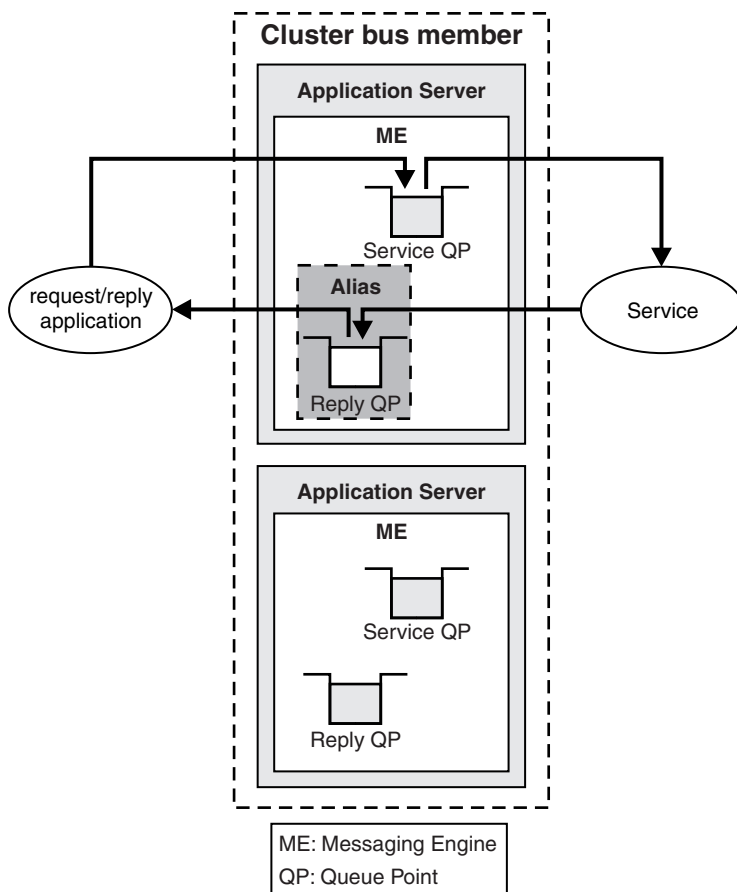 Cluster bus member
Application Server
ME
Service QP
request/reply
application
Alias
Reply QP
Service
Application Server
ME
Service QP
Reply QP
ME: Messaging Engine
QP: Queue Point